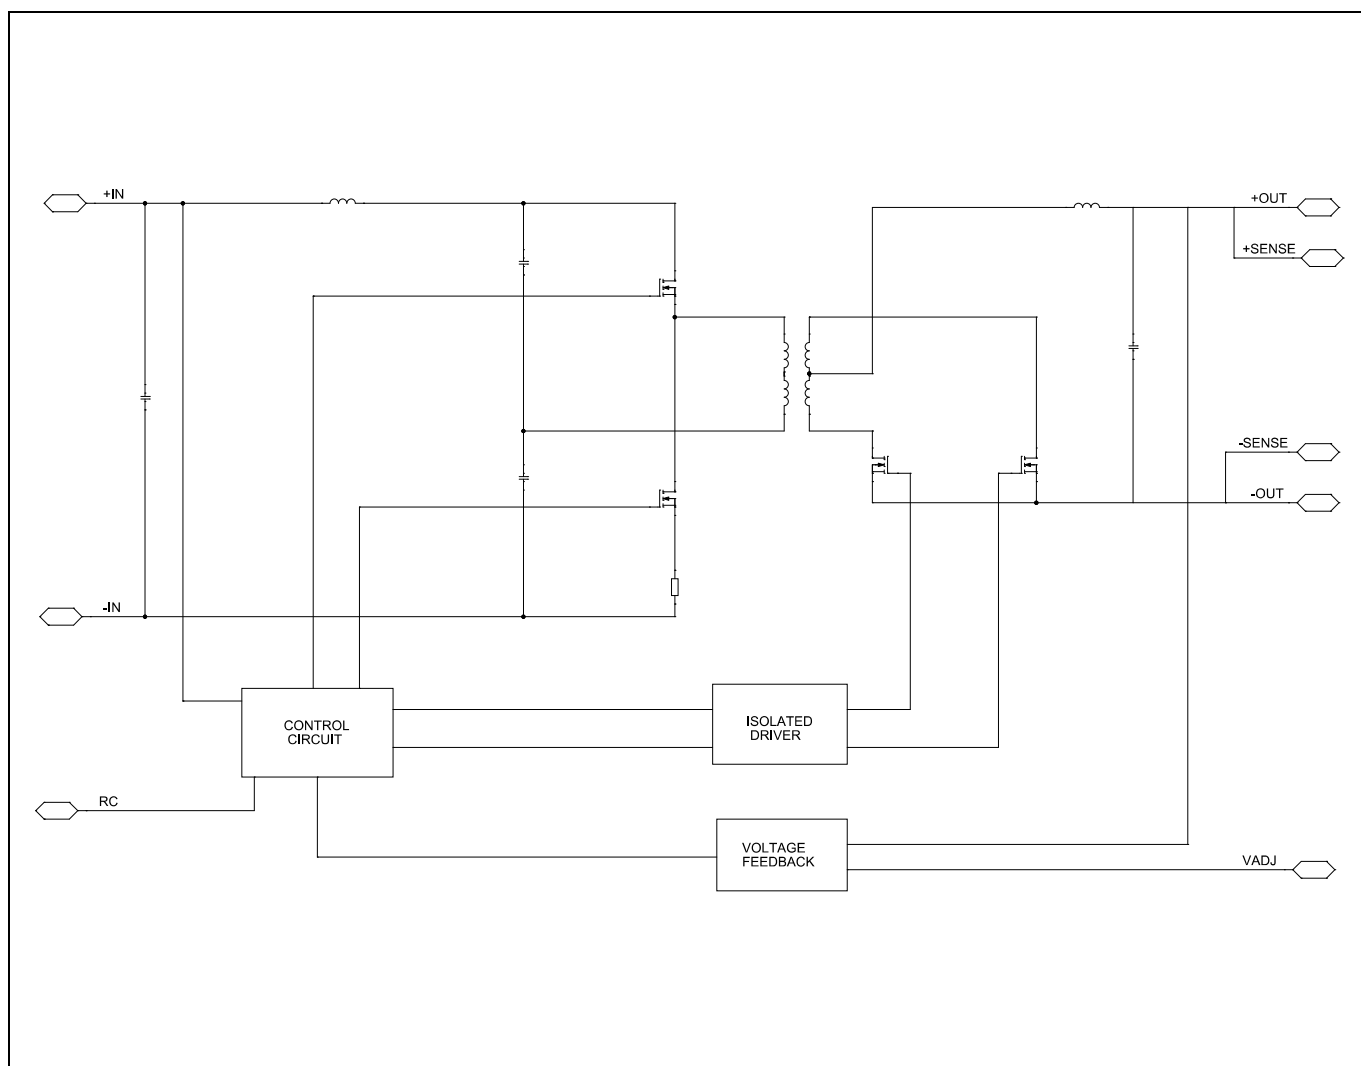 +IN
+OUT
+SENSE
-SENSE
-OUT
-IN
CONTROL
CIRCUIT
ISOLATED
DRIVER
RC
VOLTAGE
FEEDBACK
VADJ